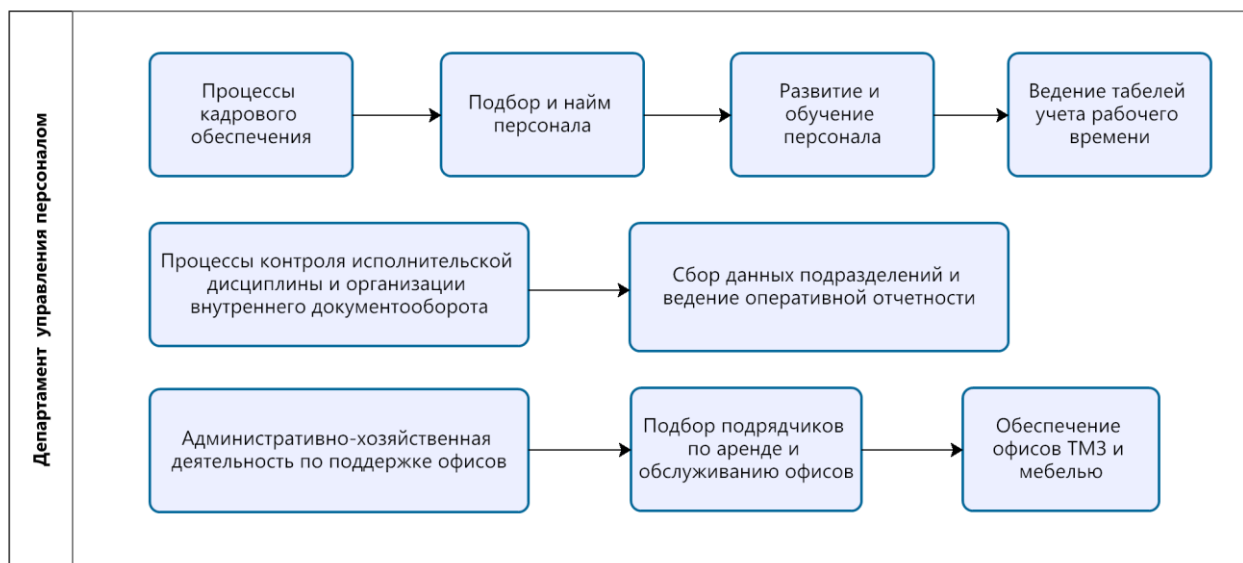 Департамент управления персоналом
Процессы
кадрового
обеспечения
Подбор и найм
персонала
Развитие и
обучение
персонала
Ведение табелей
учета рабочего
времени
Процессы контроля исполнительской
дисциплины и организации
внутреннего документооборота
Сбор данных подразделений и
ведение оперативной отчетности
Административно-хозяйственная
деятельность по поддержке офисов
Подбор подрядчиков
по аренде и
обслуживанию офисов
Обеспечение
офисов ТМЗ и
мебелью